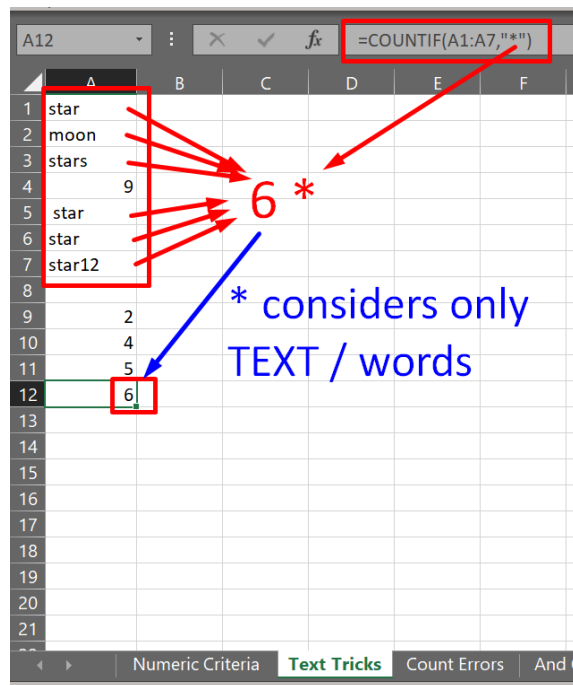 A12 fx =COUNTIF(A1:A7,"*")
A B C D E F
1 star
2 moon
3 stars
4 9
5 star
6 star
7 star12
6 *
8
9 2
10 4
11 5
12 6
* considers only
TEXT / words
13
14
15
16
17
18
19
20
21
Numeric Criteria Text Tricks Count Errors And